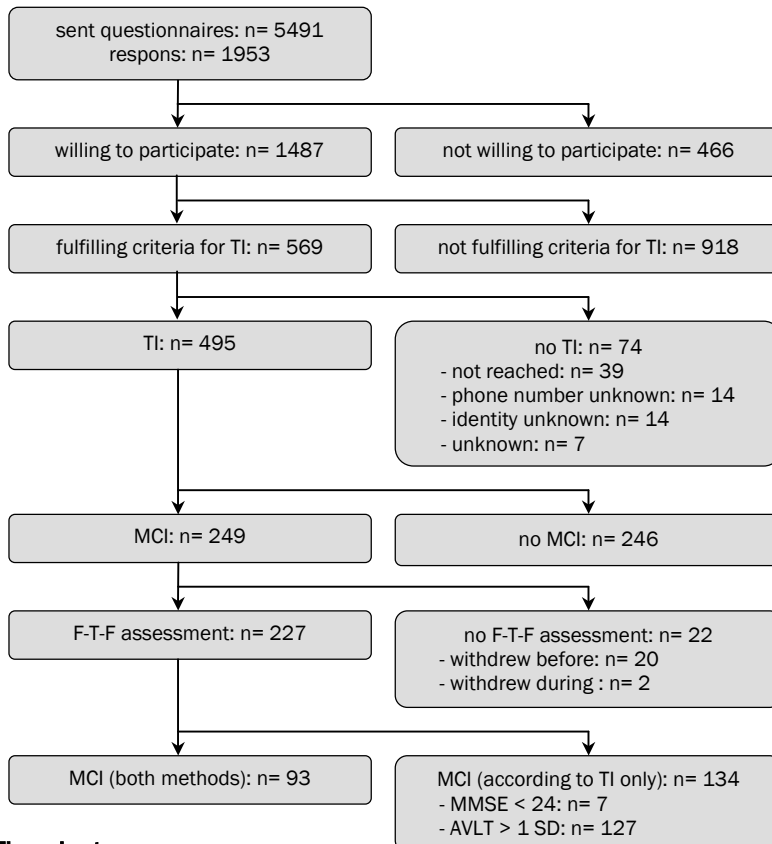 sent questionnaires: n= 5491
respons: n= 1953
willing to participate: n= 1487
not willing to participate: n= 466
fulfilling criteria for TI: n= 569
not fulfilling criteria for TI: n= 918
TI: n= 495
no TI: n= 74
- not reached: n= 39
- phone number unknown: n= 14
- identity unknown: n= 14
- unknown: n= 7
MCI: n= 249
no MCI: n= 246
F-T-F assessment: n= 227
no F-T-F assessment: n= 22
- withdrew before: n= 20
- withdrew during : n= 2
MCI (both methods): n= 93
MCI (according to TI only): n= 134
- MMSE < 24: n= 7
- AVLT > 1 SD: n= 127